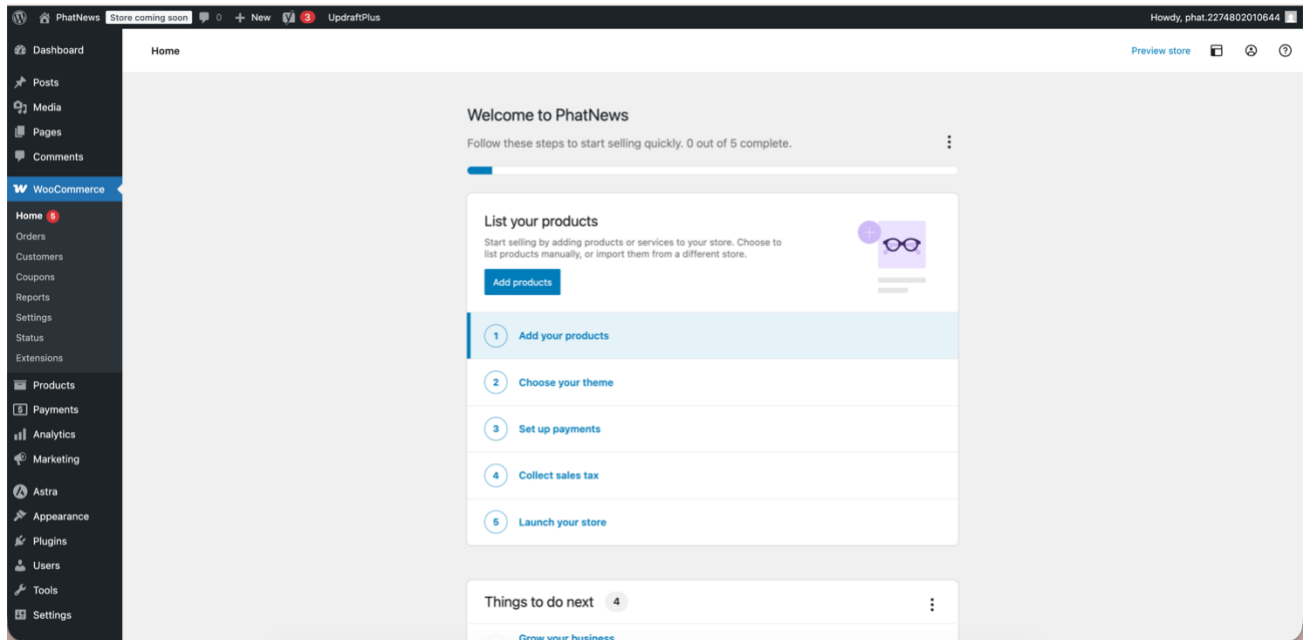 PhatNews Store coming soon 0 + New 3 UpdraftPlus Howdy, phat.2274802010644
Dashboard
Posts
Media
Pages
Comments
WooCommerce
Home 5
Orders
Customers
Coupons
Reports
Settings
Status
Extensions
Products
Payments
Analytics
Marketing
Astra
Appearance
Plugins
Users
Tools
Settings
Home
Preview store
Welcome to PhatNews
Follow these steps to start selling quickly. 0 out of 5 complete.
List your products
Start selling by adding products or services to your store. Choose to
list products manually, or import them from a different store.
Add products
1 Add your products
2 Choose your theme
3 Set up payments
4 Collect sales tax
5 Launch your store
Things to do next 4
Grow your business